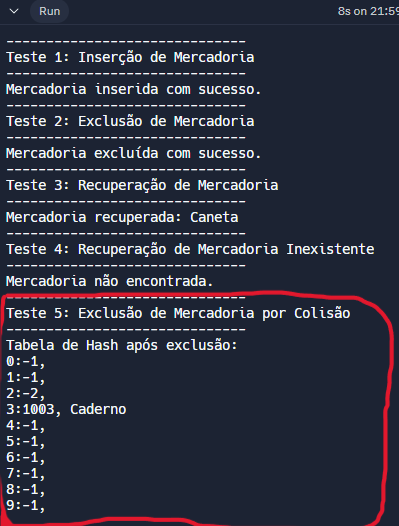 Run
8s on 21:59
------------------------------
Teste 1: Inserção de Mercadoria
------------------------------
Mercadoria inserida com sucesso.
------------------------------
Teste 2: Exclusão de Mercadoria
------------------------------
Mercadoria excluída com sucesso.
------------------------------
Teste 3: Recuperação de Mercadoria
------------------------------
Mercadoria recuperada: Caneta
------------------------------
Teste 4: Recuperação de Mercadoria Inexistente
------------------------------
Mercadoria não encontrada.
------------------------------
Teste 5: Exclusão de Mercadoria por Colisão
------------------------------
Tabela de Hash após exclusão:
0:-1,
1:-1,
2:-2,
3:1003, Caderno
4:-1,
5:-1,
6:-1,
7:-1,
8:-1,
9:-1,